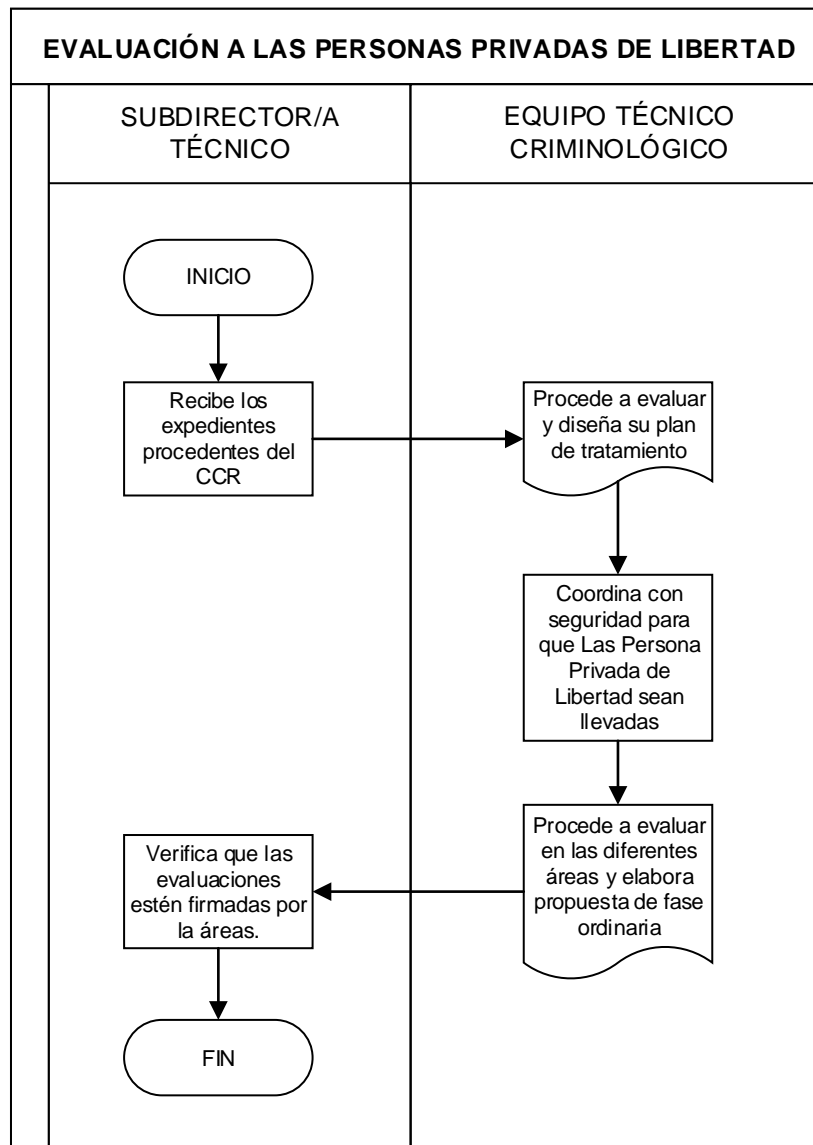 EVALUACIÓN A LAS PERSONAS PRIVADAS DE LIBERTAD
SUBDIRECTOR/A
TÉCNICO
EQUIPO TÉCNICO
CRIMINOLÓGICO
INICIO
Recibe los
expedientes
procedentes del
CCR
Procede a evaluar
y diseña su plan
de tratamiento
Coordina con
seguridad para
que Las Persona
Privada de
Libertad sean
llevadas
Procede a evaluar
en las diferentes
áreas y elabora
propuesta de fase
ordinaria
Verifica que las
evaluaciones
estén firmadas por
la áreas.
FIN